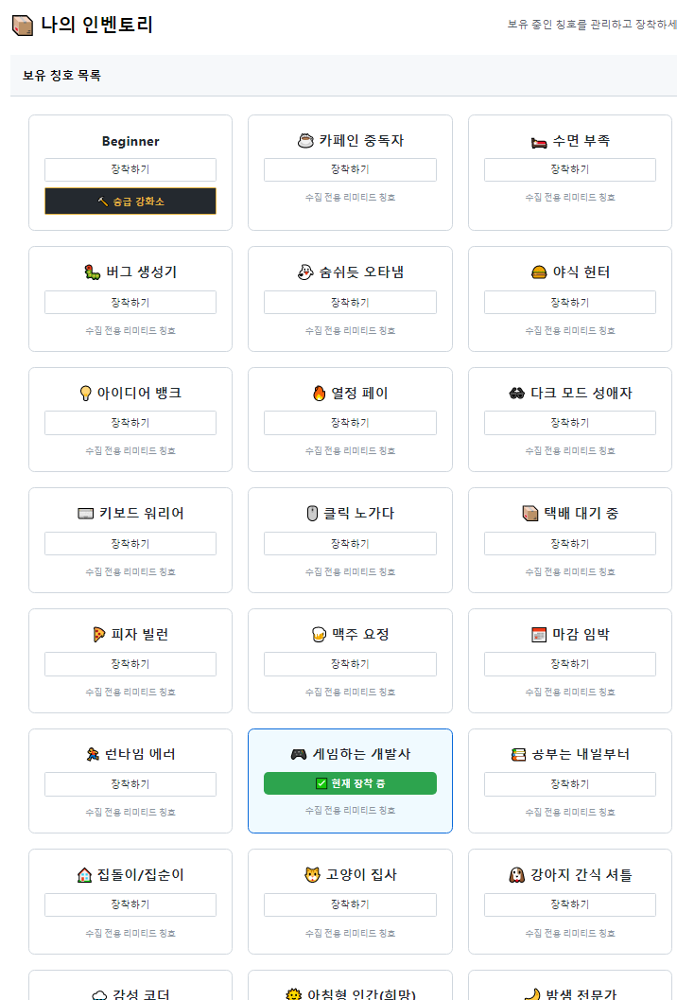 나의 인벤토리
보유 중인 칭호를 관리하고 장착하세
보유 칭호 목록
Beginner
장착하기
승급 강화소
카페인 중독자
장착하기
수집 전용 리미티드 칭호
수면 부족
장착하기
수집 전용 리미티드 칭호
버그 생성기
장착하기
수집 전용 리미티드 칭호
숨쉬듯 오타냄
장착하기
수집 전용 리미티드 칭호
야식 헌터
장착하기
수집 전용 리미티드 칭호
아이디어 뱅크
장착하기
수집 전용 리미티드 칭호
열정 페이
장착하기
수집 전용 리미티드 칭호
다크 모드 성애자
장착하기
수집 전용 리미티드 칭호
키보드 워리어
장착하기
수집 전용 리미티드 칭호
클릭 노가다
장착하기
수집 전용 리미티드 칭호
택배 대기 중
장착하기
수집 전용 리미티드 칭호
피자 빌런
장착하기
수집 전용 리미티드 칭호
맥주 요정
장착하기
수집 전용 리미티드 칭호
마감 임박
장착하기
수집 전용 리미티드 칭호
런타임 에러
장착하기
수집 전용 리미티드 칭호
게임하는 개발자
현재 장착 중
수집 전용 리미티드 칭호
공부는 내일부터
장착하기
수집 전용 리미티드 칭호
집돌이/집순이
장착하기
수집 전용 리미티드 칭호
고양이 집사
장착하기
수집 전용 리미티드 칭호
강아지 간식 셔틀
장착하기
수집 전용 리미티드 칭호
감성 코더
아침형 인간(희망)
밤샘 전문가